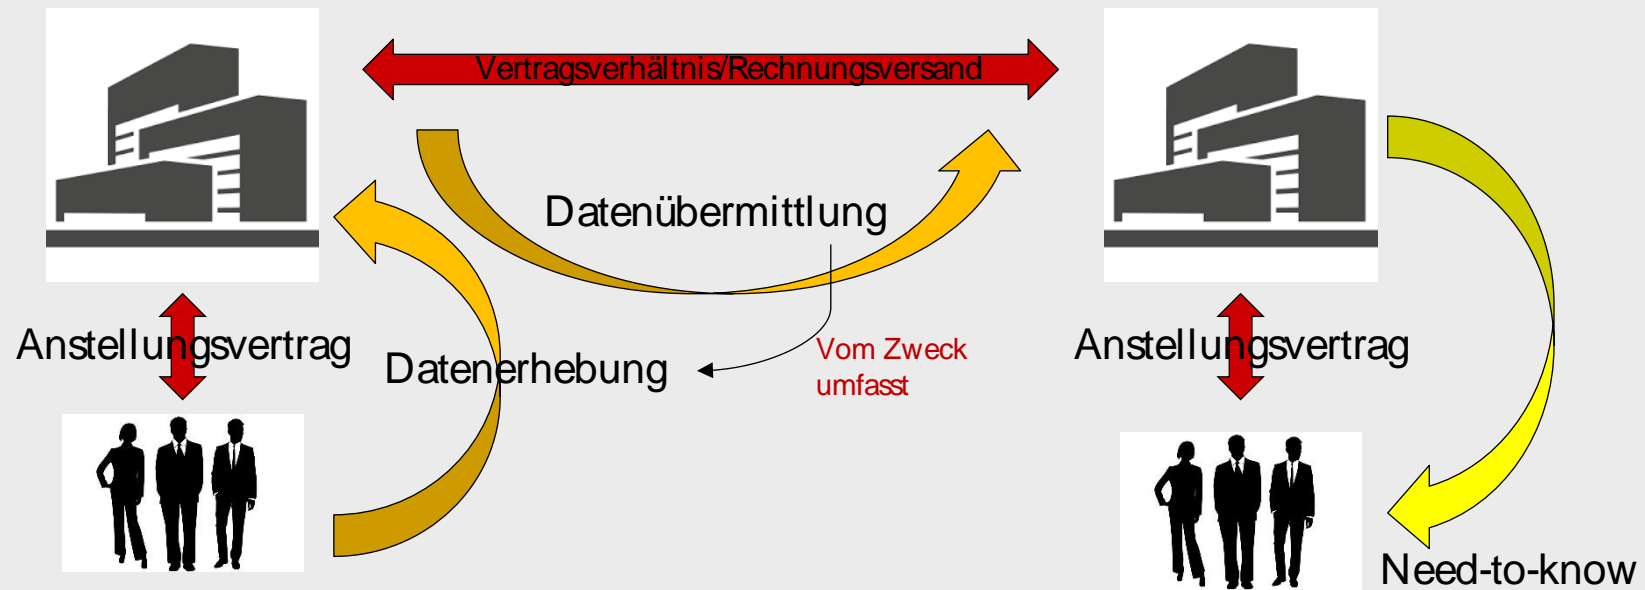 Vertragsverhältnis/Rechnungsversand
Datenübermittlung
Anstellungsvertrag
Datenerhebung
Vom Zweck
umfasst
Anstellungsvertrag
Need-to-know